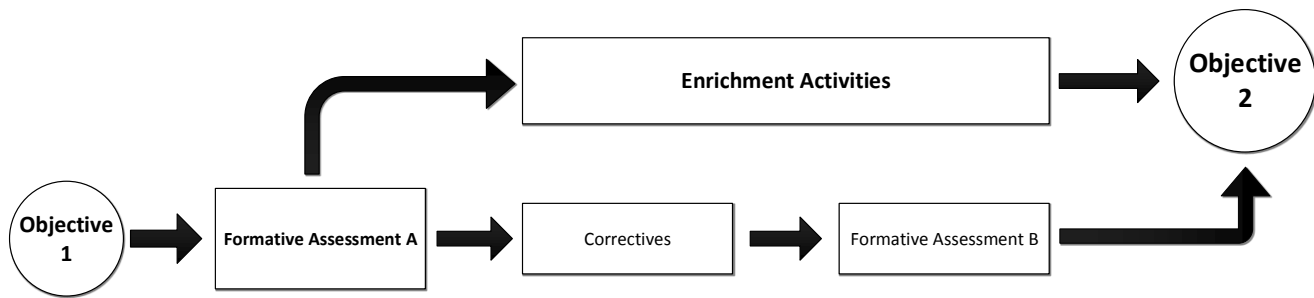 Enrichment Activities
Objective
2
Objective
1
Formative Assessment A
Correctives
Formative Assessment B